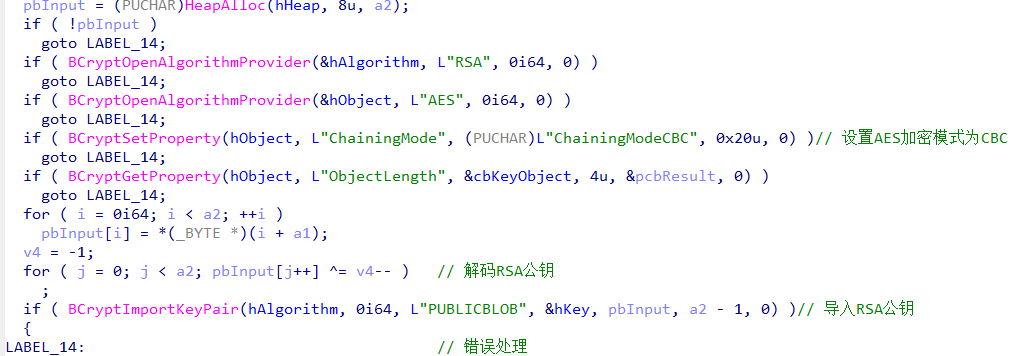 pbInput = (PUCHAR)HeapAlloc(hHeap, 8u, a2);
if ( !pbInput )
goto LABEL_14;
if ( BCryptOpenAlgorithmProvider(&hAlgorithm, L"RSA", 0i64, 0) )
goto LABEL_14;
if ( BCryptOpenAlgorithmProvider(&hObject, L"AES", 0i64, 0) )
goto LABEL_14;
if ( BCryptSetProperty(hObject, L"ChainingMode", (PUCHAR)L"ChainingModeCBC", 0x20u, 0) )// 设置AES加密模式为CBC
goto LABEL_14;
if ( BCryptGetProperty(hObject, L"ObjectLength", &cbKeyObject, 4u, &pcbResult, 0) )
goto LABEL_14;
for ( i = 0i64; i < a2; ++i )
pbInput[i] = *(_BYTE *)(i + a1);
v4 = -1;
for ( j = 0; j < a2; pbInput[j++] ^= v4-- ) // 解码RSA公钥
;
if ( BCryptImportKeyPair(hAlgorithm, 0i64, L"PUBLICBLOB", &hKey, pbInput, a2 - 1, 0) )// 导入RSA公钥
{
LABEL_14: // 错误处理